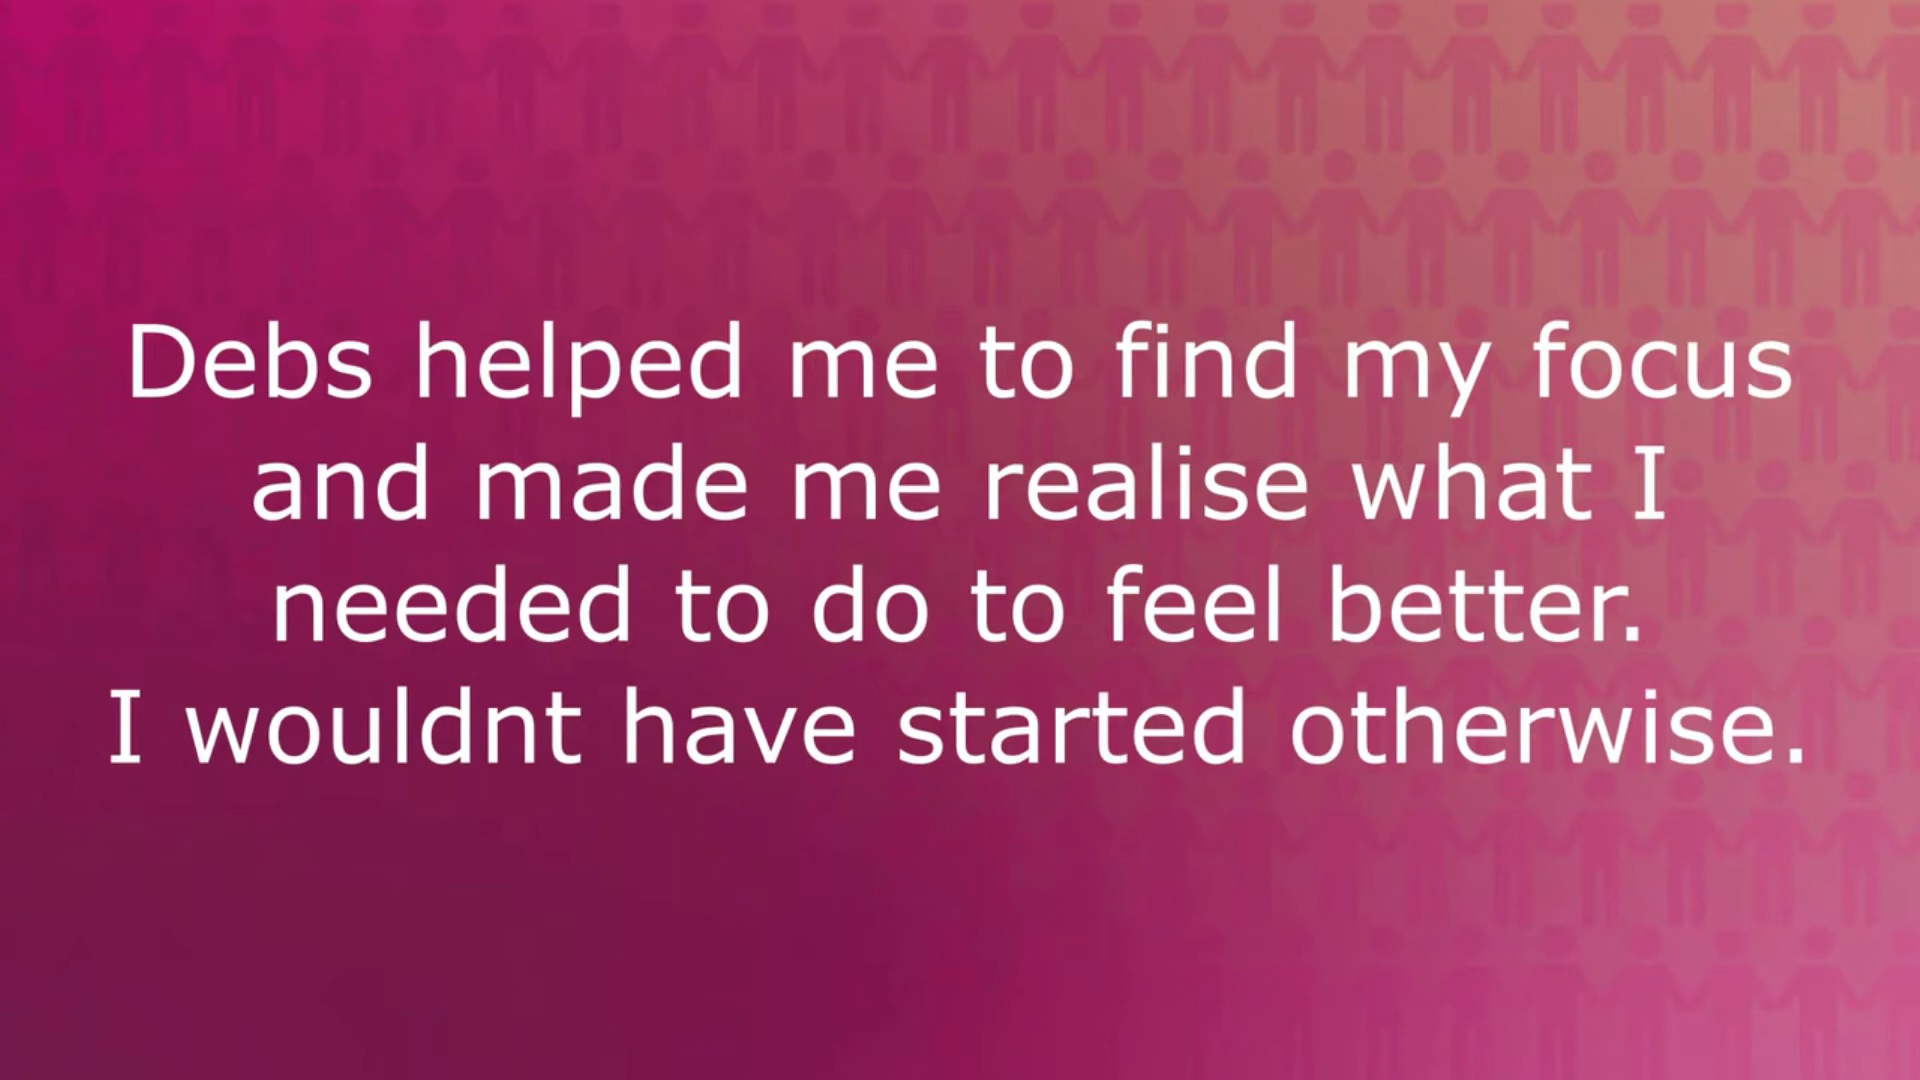 Debs helped me to find my focus
and made me realise what I
needed to do to feel better.
I wouldnt have started otherwise.